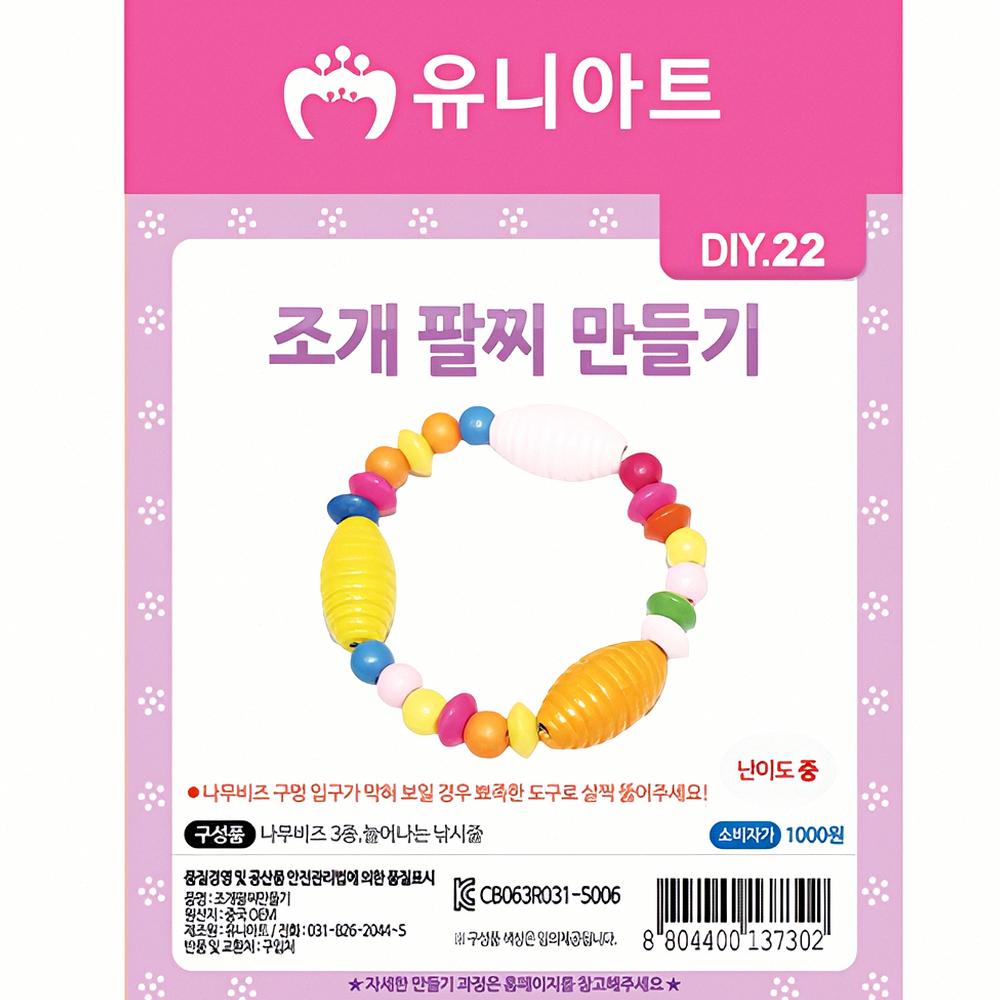 유니아트
DIY.22
조개 팔찌 만들기
난이도 중
●나무비즈 구멍 입구가 막혀 보일 경우 뾰족한 도구로 살짝 뚫어주세요!
구성품 나무비즈 3종, 늘어나는 낚시줄
소비자가 1000원
품질경영 및 공산품 안전관리법에 의한 품질표시
품명 : 조개팔찌만들기
원산지 : 중국 OEM
제조원 : 유니아트 / 전화 : 031-826-2044~5
반품 및 교환처 : 구입처
CB063R031-5006
구성품 색상은 임의제공됩니다.
8 804400 137302
★자세한 만들기 과정은 홈페이지를 참고해주세요★